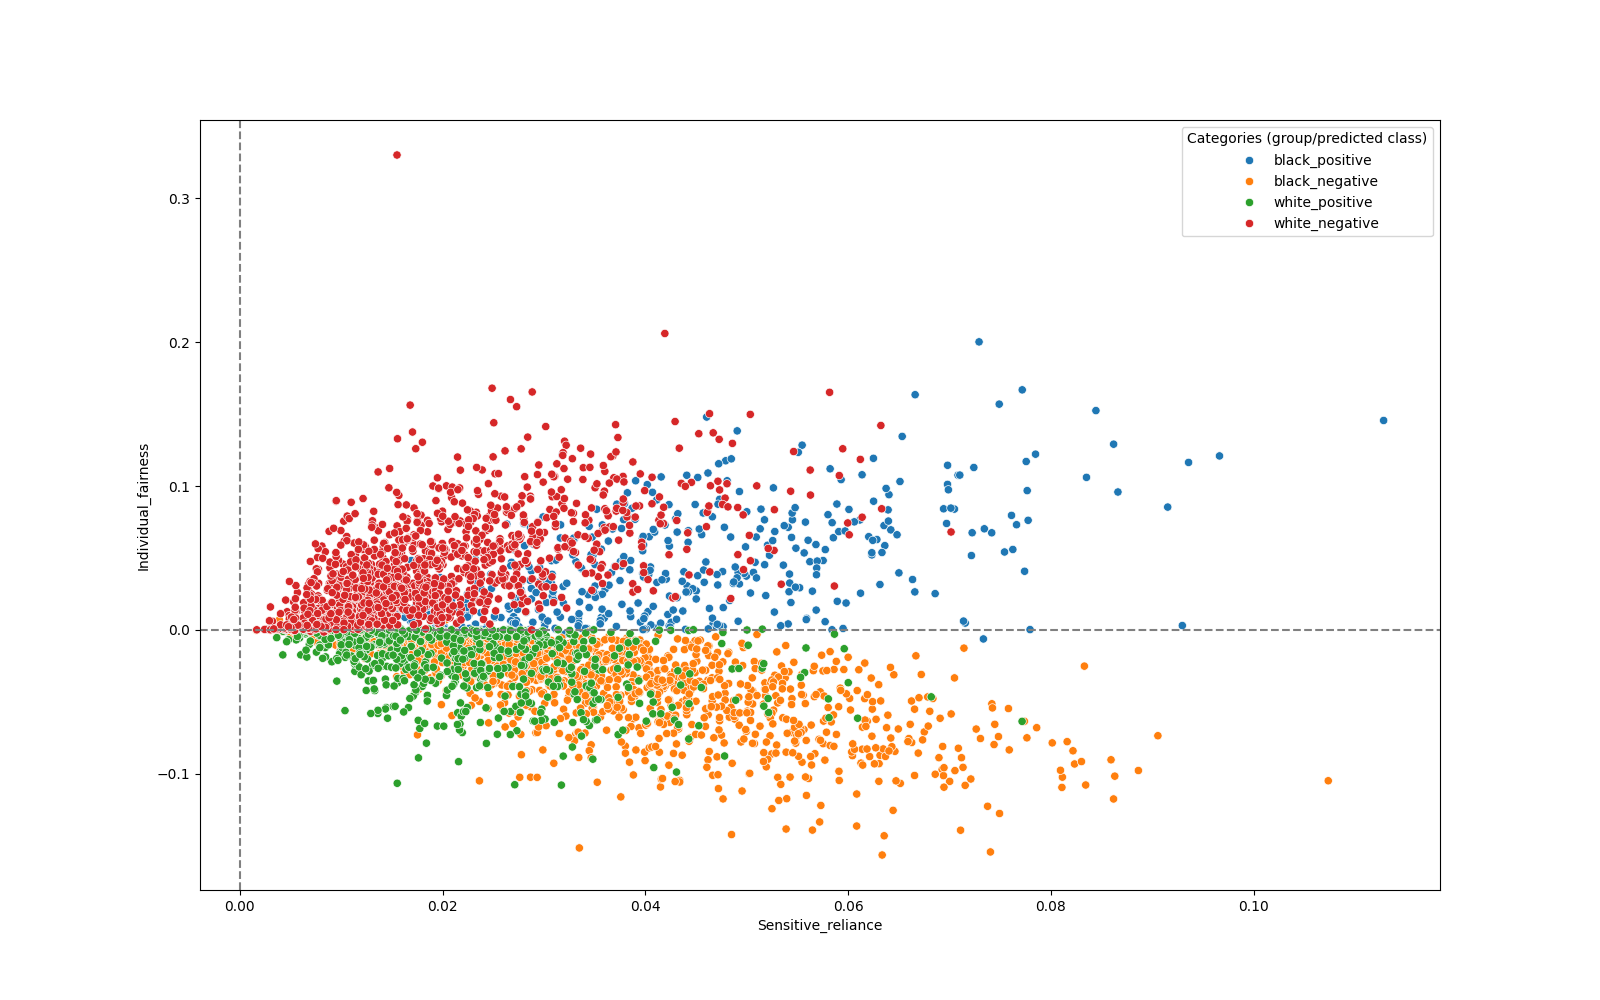 Categories (group/predicted class)
black_positive
black_negative
white_positive
white_negative
0.3
0.2
0.1
0.0
−0.1
Individual_fairness
0.00 0.02 0.04 0.06 0.08 0.10
Sensitive_reliance